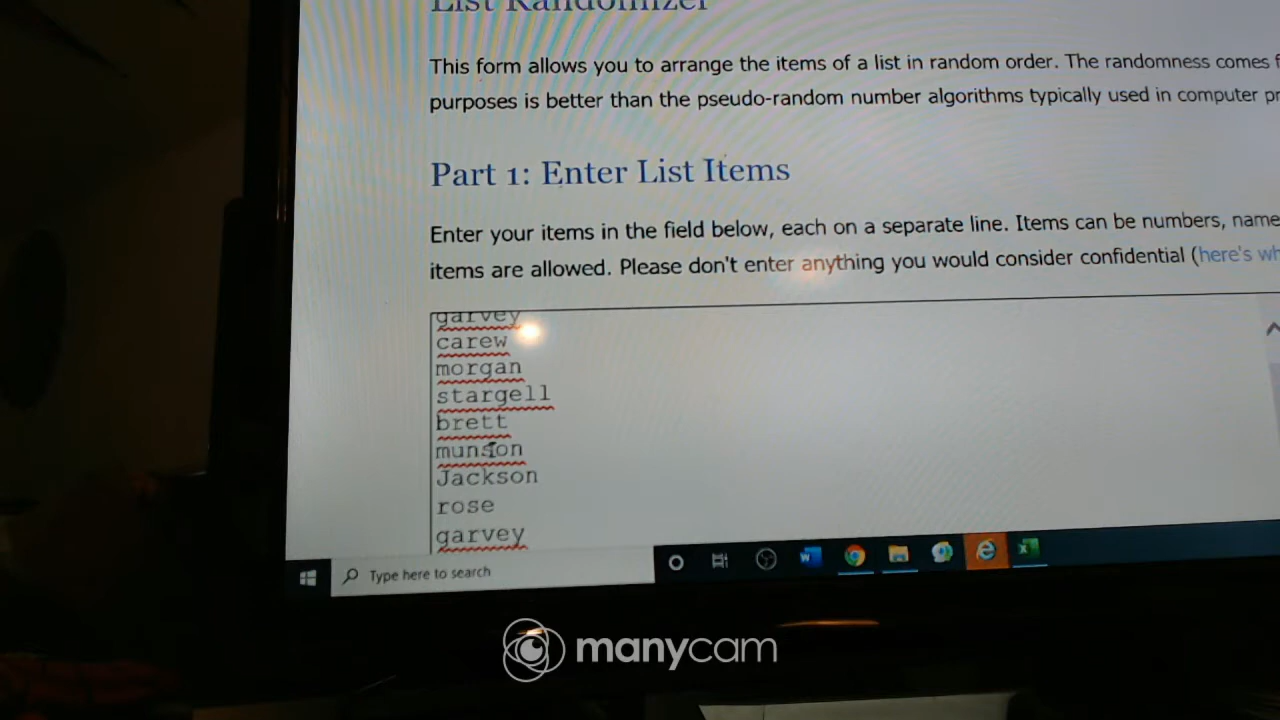 List Randomizer
This form allows you to arrange the items of a list in random order. The randomness comes f
purposes is better than the pseudo-random number algorithms typically used in computer pr
Part 1: Enter List Items
Enter your items in the field below, each on a separate line. Items can be numbers, name
items are allowed. Please don't enter anything you would consider confidential (here's wh
garvey
carew
morgan
stargell
brett
munson
Jackson
rose
garvey
Type here to search
manycam